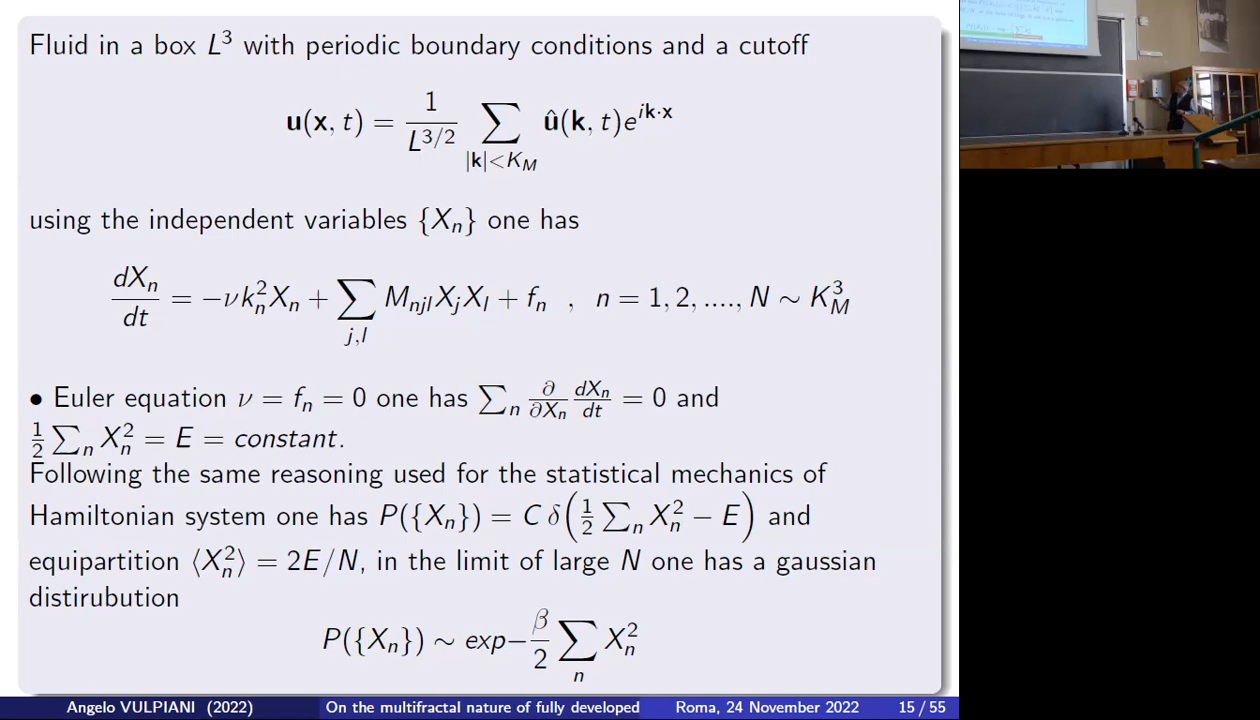 Fluid in a box L³ with periodic boundary conditions and a cutoff
u(x, t) = 1/L^{3/2} ∑_{|k|<K_M} û(k, t)e^{ik·x}
using the independent variables {X_n} one has
dX_n/dt = −νk_n²X_n + ∑_{j,l} M_{njl}X_jX_l + f_n , n = 1, 2, ...., N ∼ K_M³
• Euler equation ν = f_n = 0 one has ∑_n ∂/∂X_n dX_n/dt = 0 and
½ ∑_n X_n² = E = constant.
Following the same reasoning used for the statistical mechanics of
Hamiltonian system one has P({X_n}) = C δ(½ ∑_n X_n² − E) and
equipartition ⟨X_n²⟩ = 2E/N, in the limit of large N one has a gaussian
distirubution
P({X_n}) ∼ exp−β/2 ∑_n X_n²
Angelo VULPIANI (2022) On the multifractal nature of fully developed Roma, 24 November 2022 15 / 55